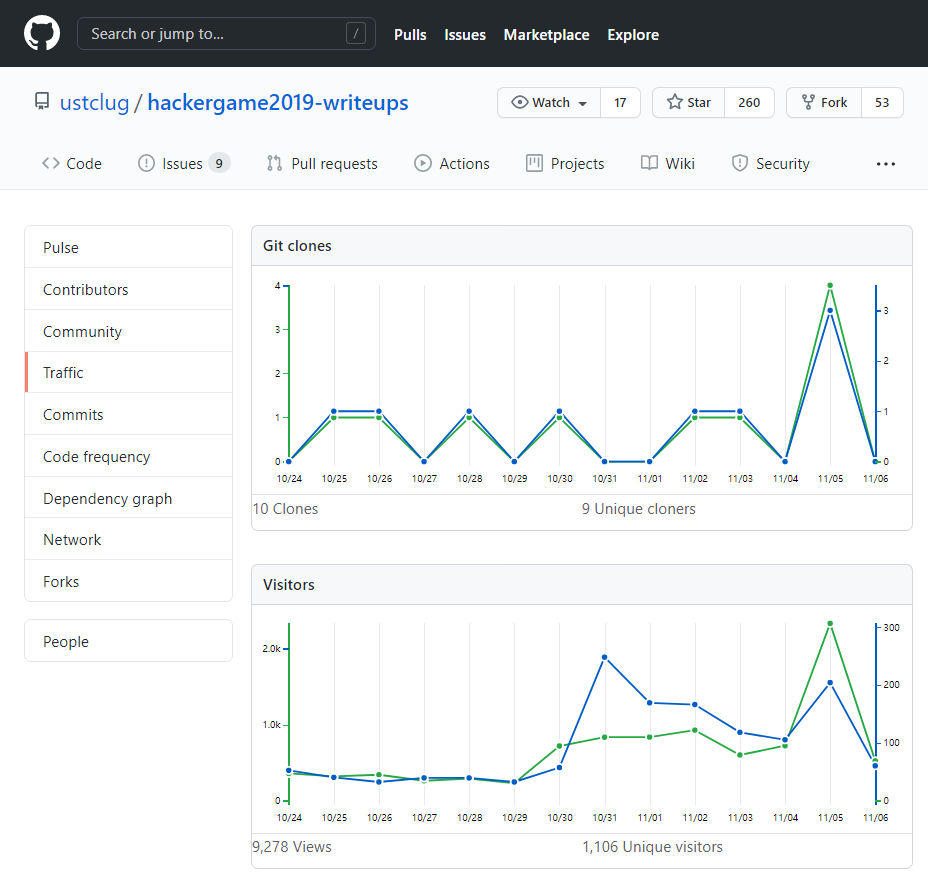 Search or jump to... / Pulls Issues Marketplace Explore
ustclug / hackergame2019-writeups Watch 17 Star 260 Fork 53
Code Issues 9 Pull requests Actions Projects Wiki Security ...
Pulse
Contributors
Community
Traffic
Commits
Code frequency
Dependency graph
Network
Forks
People
Git clones
4
3
2
1
0
3
2
1
0
10/24 10/25 10/26 10/27 10/28 10/29 10/30 10/31 11/01 11/02 11/03 11/04 11/05 11/06
10 Clones 9 Unique cloners
Visitors
2.0k
1.0k
0
300
200
100
0
10/24 10/25 10/26 10/27 10/28 10/29 10/30 10/31 11/01 11/02 11/03 11/04 11/05 11/06
9,278 Views 1,106 Unique visitors